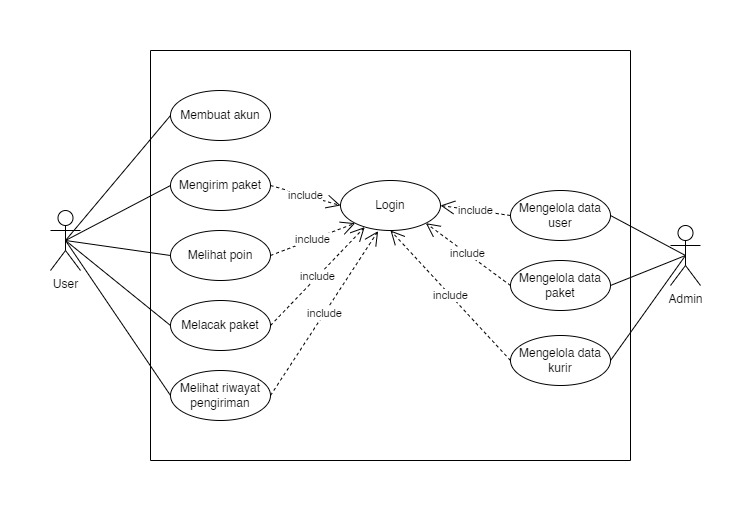 Membuat akun
Mengirim paket
include
Login
include
Mengelola data
user
User
Melihat poin
include
include
Mengelola data
paket
Admin
Melacak paket
include
include
include
Mengelola data
kurir
Melihat riwayat
pengiriman